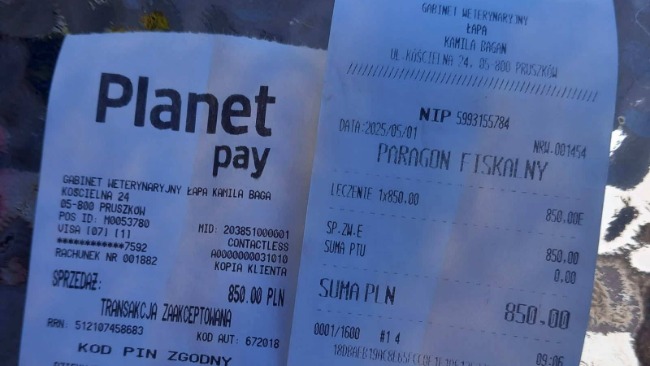 Planet
pay
GABINET WETERYNARYJNY ŁAPA KAMILA BAGA
KOŚCIELNA 24
05-800 PRUSZKÓW
POS ID: M0053780
VISA (07) (1)
MID: 203851000001
************7592
CONTACTLESS
A0000000031010
RACHUNEK NR 001882
KOPIA KLIENTA
SPRZEDAŻ:
850.00 PLN
TRANSAKCJA ZAAKCEPTOWANA
RRN: 512107458683
KOD AUT: 672018
KOD PIN ZGODNY
GABINET WETERYNARYJNY
ŁAPA
KAMILA BAGAN
UL.KOŚCIELNA 24, 05-800 PRUSZKÓW
NIP 5993155784
DATA:2025/05/01
NRW.001454
PARAGON FISKALNY
LECZENIE 1x850.00
850.00E
SP.ZW.E
850.00
SUMA PTU
0.00
SUMA PLN
850.00
0001/1600 #1 4
09:06